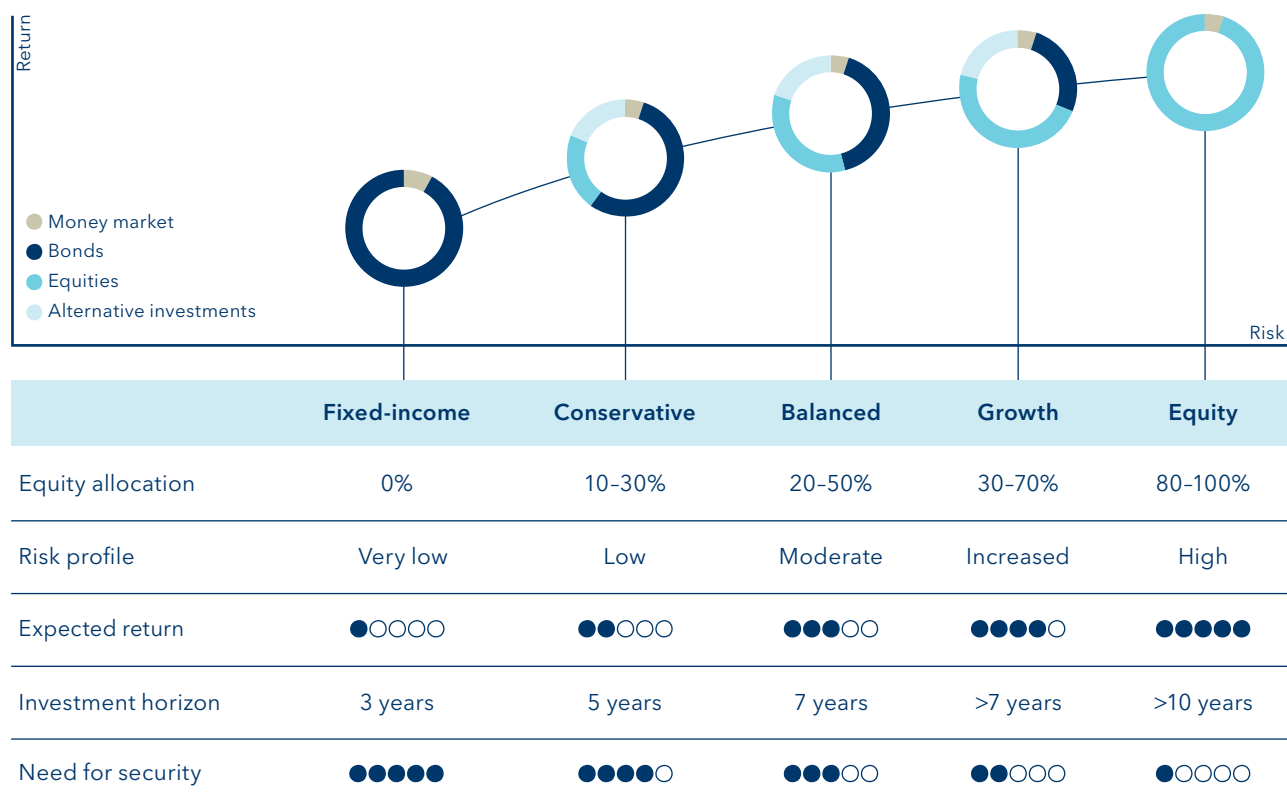 Return
Money market
Bonds
Equities
Alternative investments
Risk
Fixed-income Conservative Balanced Growth Equity
Equity allocation 0% 10–30% 20–50% 30–70% 80–100%
Risk profile Very low Low Moderate Increased High
Expected return
Investment horizon 3 years 5 years 7 years >7 years >10 years
Need for security